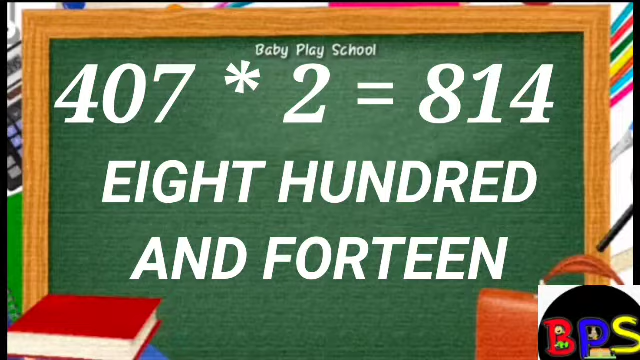 Baby Play School
407 * 2 = 814
EIGHT HUNDRED
AND FORTEEN
BPS